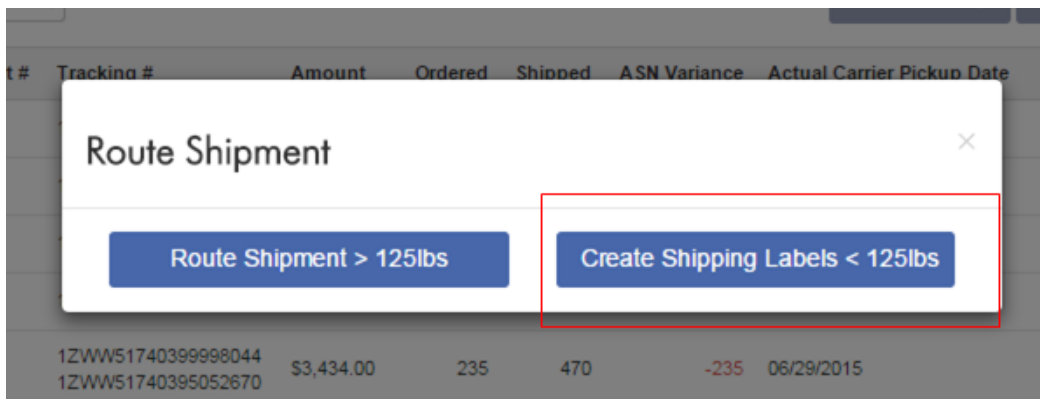 t # Tracking # Amount Ordered Shipped ASN Variance Actual Carrier Pickup Date
Route Shipment ×
Route Shipment > 125lbs Create Shipping Labels < 125lbs
1ZWW51740399998044
$3,434.00 235 470 -235 06/29/2015
1ZWW51740395052670